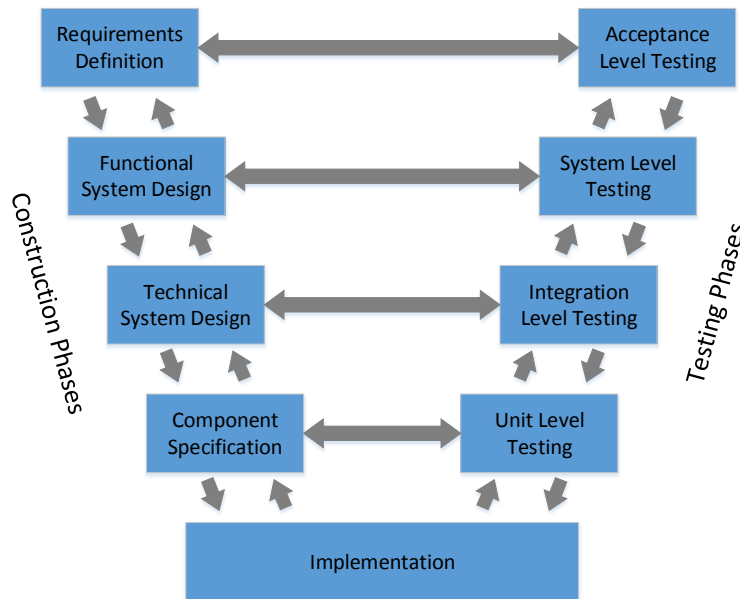 Requirements
Definition
Acceptance
Level Testing
Functional
System Design
System Level
Testing
Construction Phases
Testing Phases
Technical
System Design
Integration
Level Testing
Component
Specification
Unit Level
Testing
Implementation